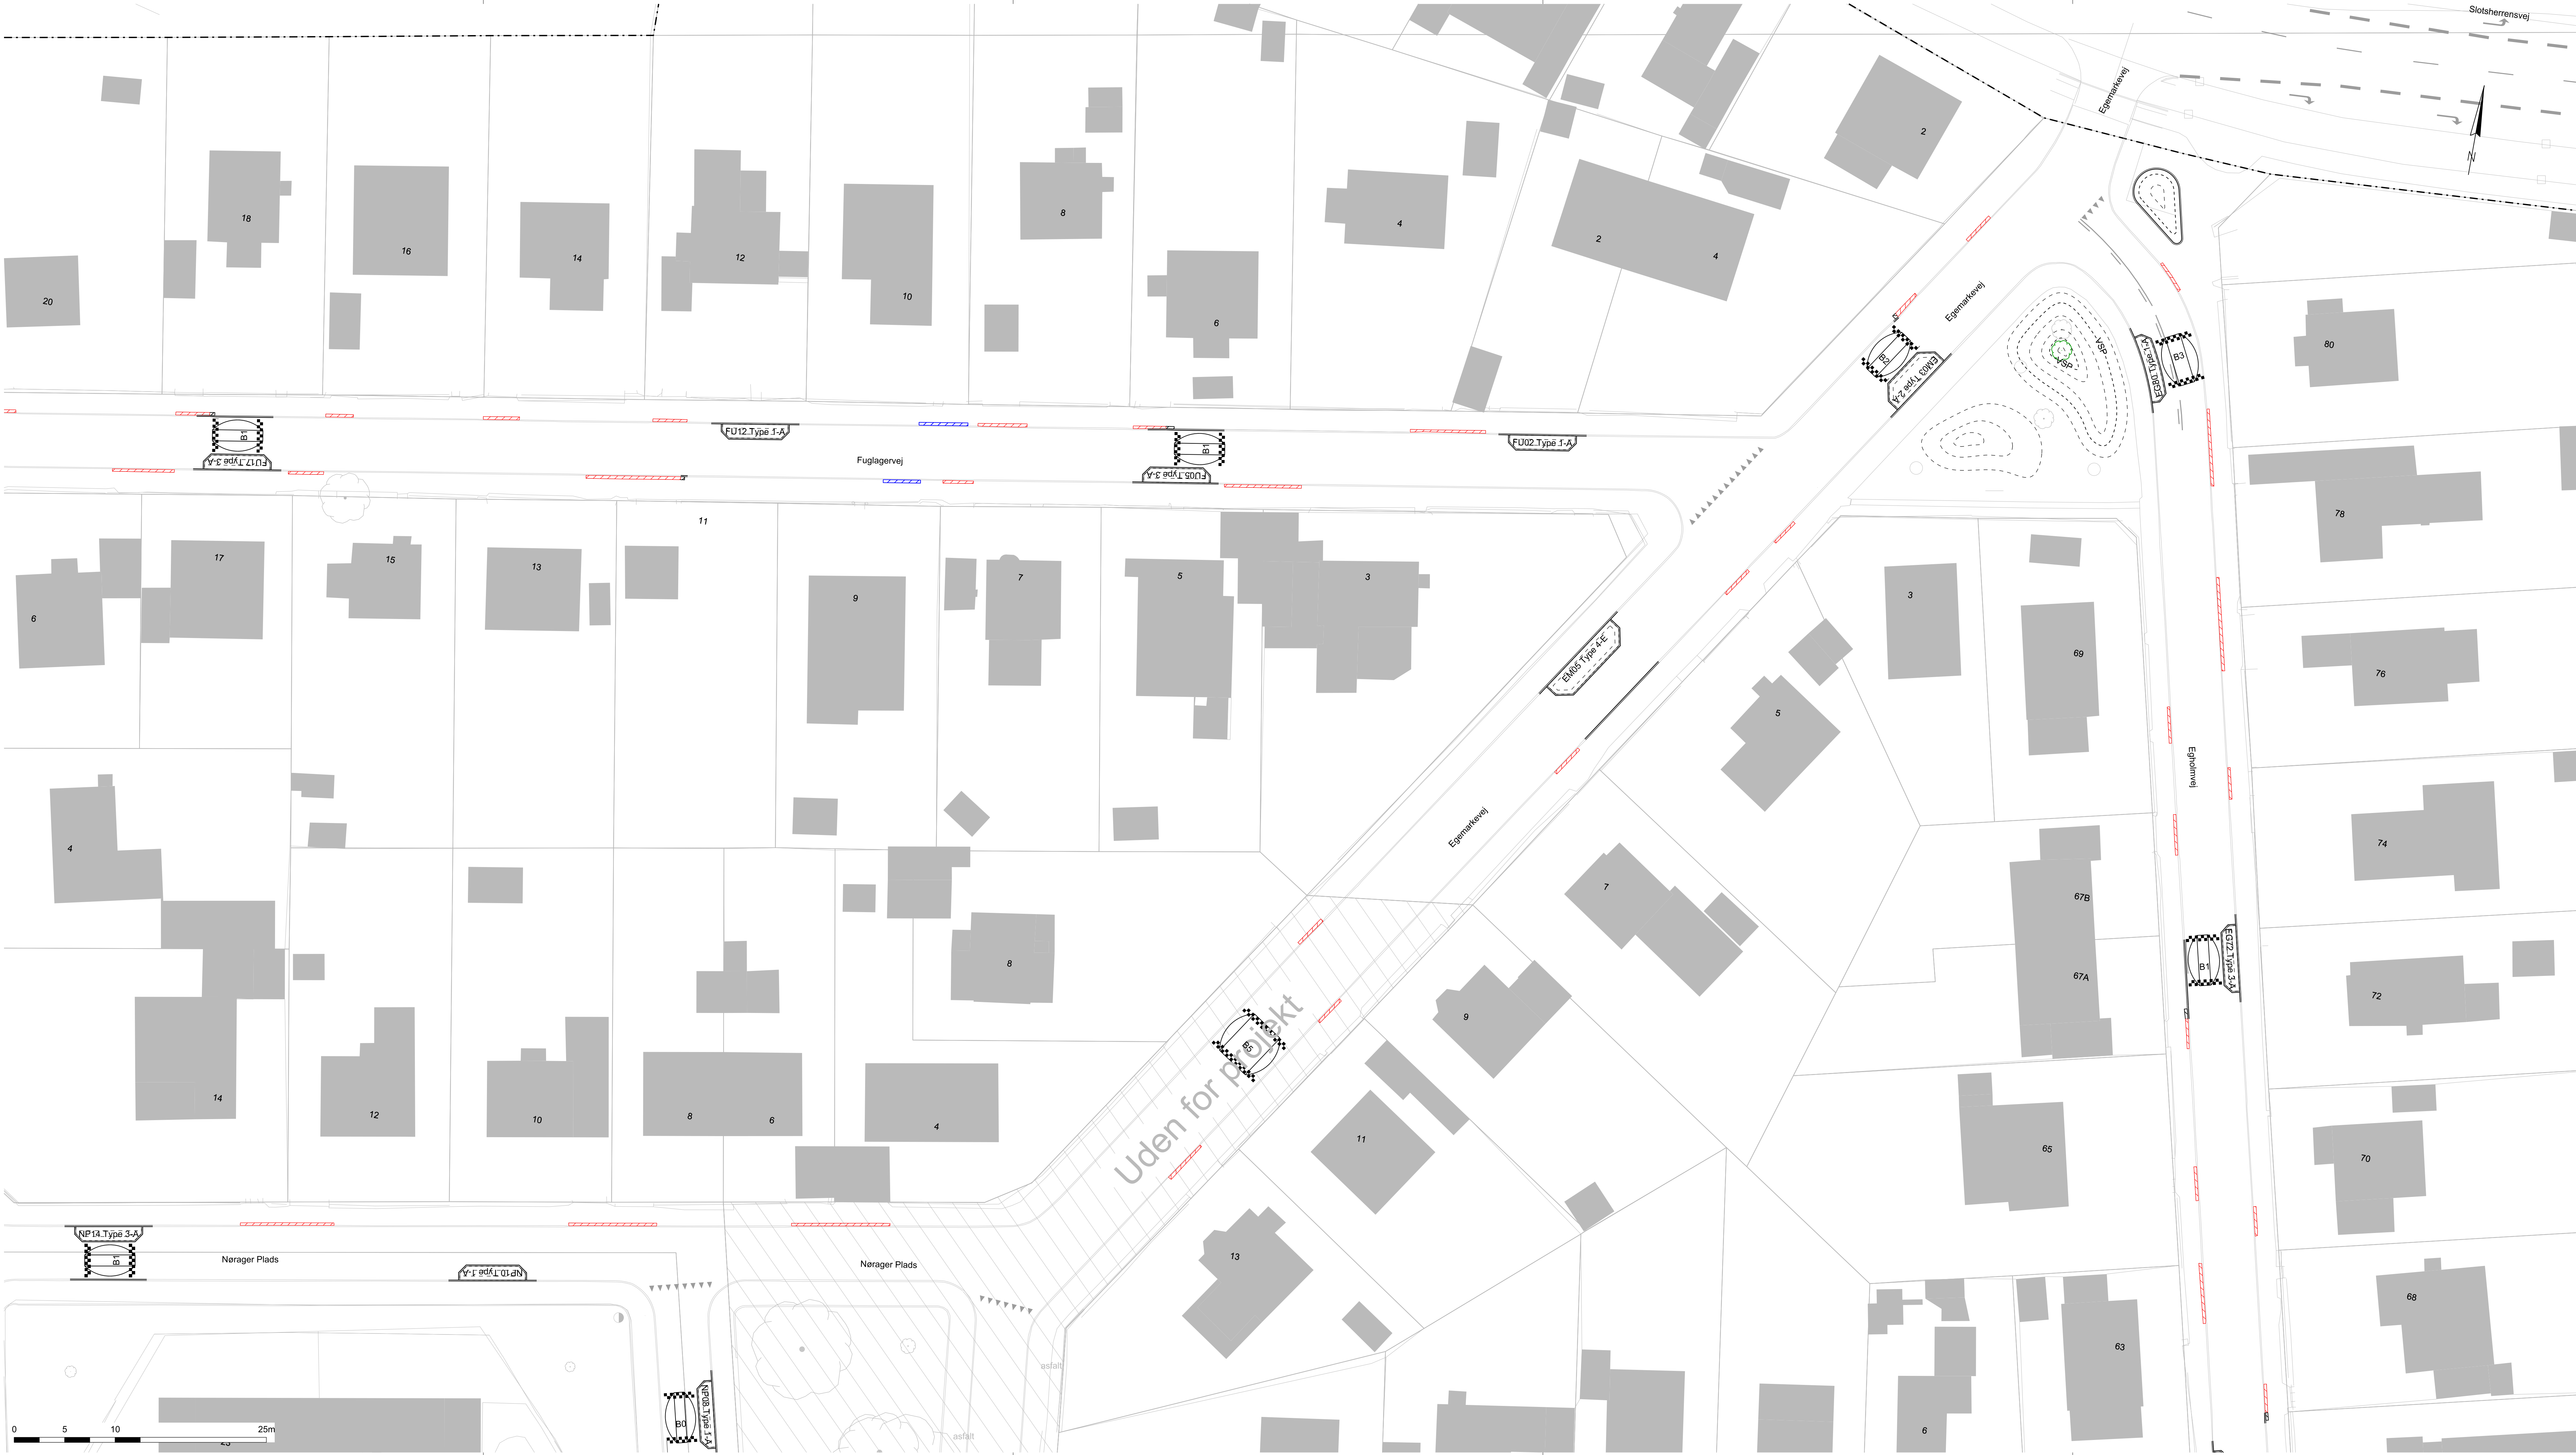 Slotsherrensvej
Egemarkevej
N
2
18
16
14
12
10
8
6
4
2
4
20
Egemarkevej
B2
EM03 Type 2-A
VSP
VSP
EG80 Type 1-A
B3
80
B1
FU17 Type 3-A
FU12 Type 1-A
Fuglagervej
B1
FU05 Type 3-A
FU02 Type 1-A
78
6
17
15
13
11
9
7
5
3
EM05 Type 4-E
3
69
76
5
Egholmvej
4
Egemarkevej
7
67B
67A
74
B1
EG72 Type 3-A
72
8
9
B5
Uden for projekt
14
12
10
8
6
4
11
65
70
13
NP14 Type 3-A
B1
Nørager Plads
NP10 Type 1-A
Nørager Plads
68
63
asfalt
B0
NP08 Type 1-A
asfalt
6
0 5 10 25m